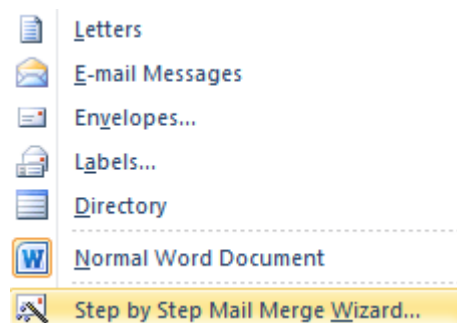 Letters
E-mail Messages
Envelopes...
Labels...
Directory
Normal Word Document
Step by Step Mail Merge Wizard...